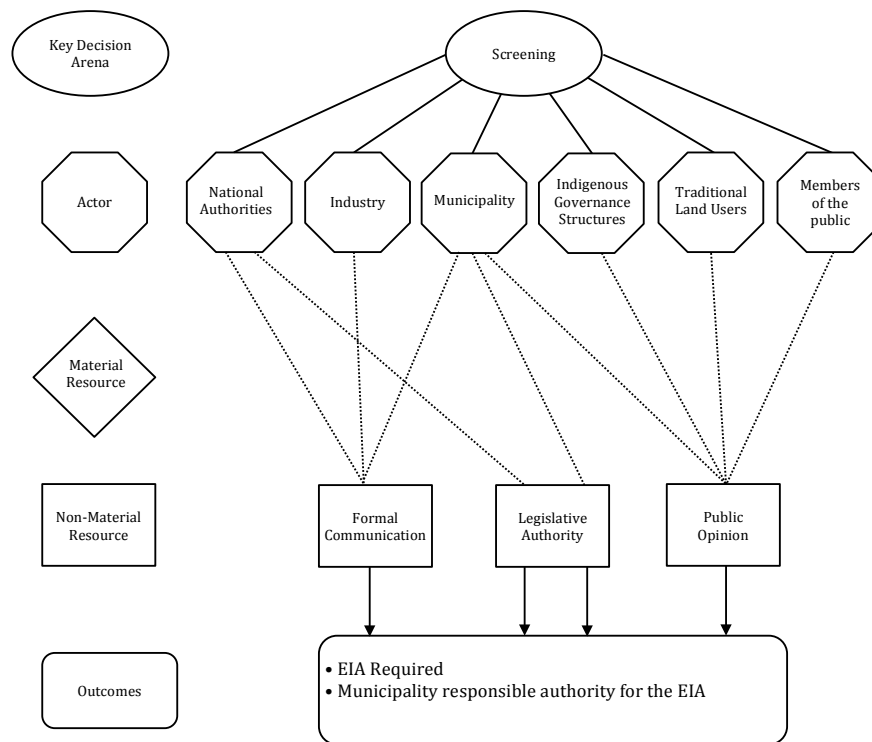 Key Decision
Arena
Screening
Actor
National
Authorities
Industry
Municipality
Indigenous
Governance
Structures
Traditional
Land Users
Members
of the
public
Material
Resource
Non-Material
Resource
Formal
Communication
Legislative
Authority
Public
Opinion
Outcomes
• EIA Required
• Municipality responsible authority for the EIA